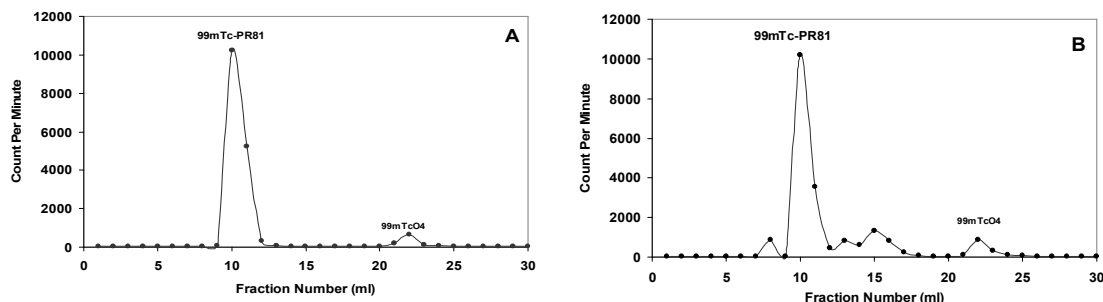 A
99mTc-PR81
99mTcO4
Count Per Minute
12000
10000
8000
6000
4000
2000
0
0 5 10 15 20 25 30
Fraction Number (ml)
B
99mTc-PR81
99mTcO4
Count Per Minute
12000
10000
8000
6000
4000
2000
0
0 5 10 15 20 25 30
Fraction Number (ml)